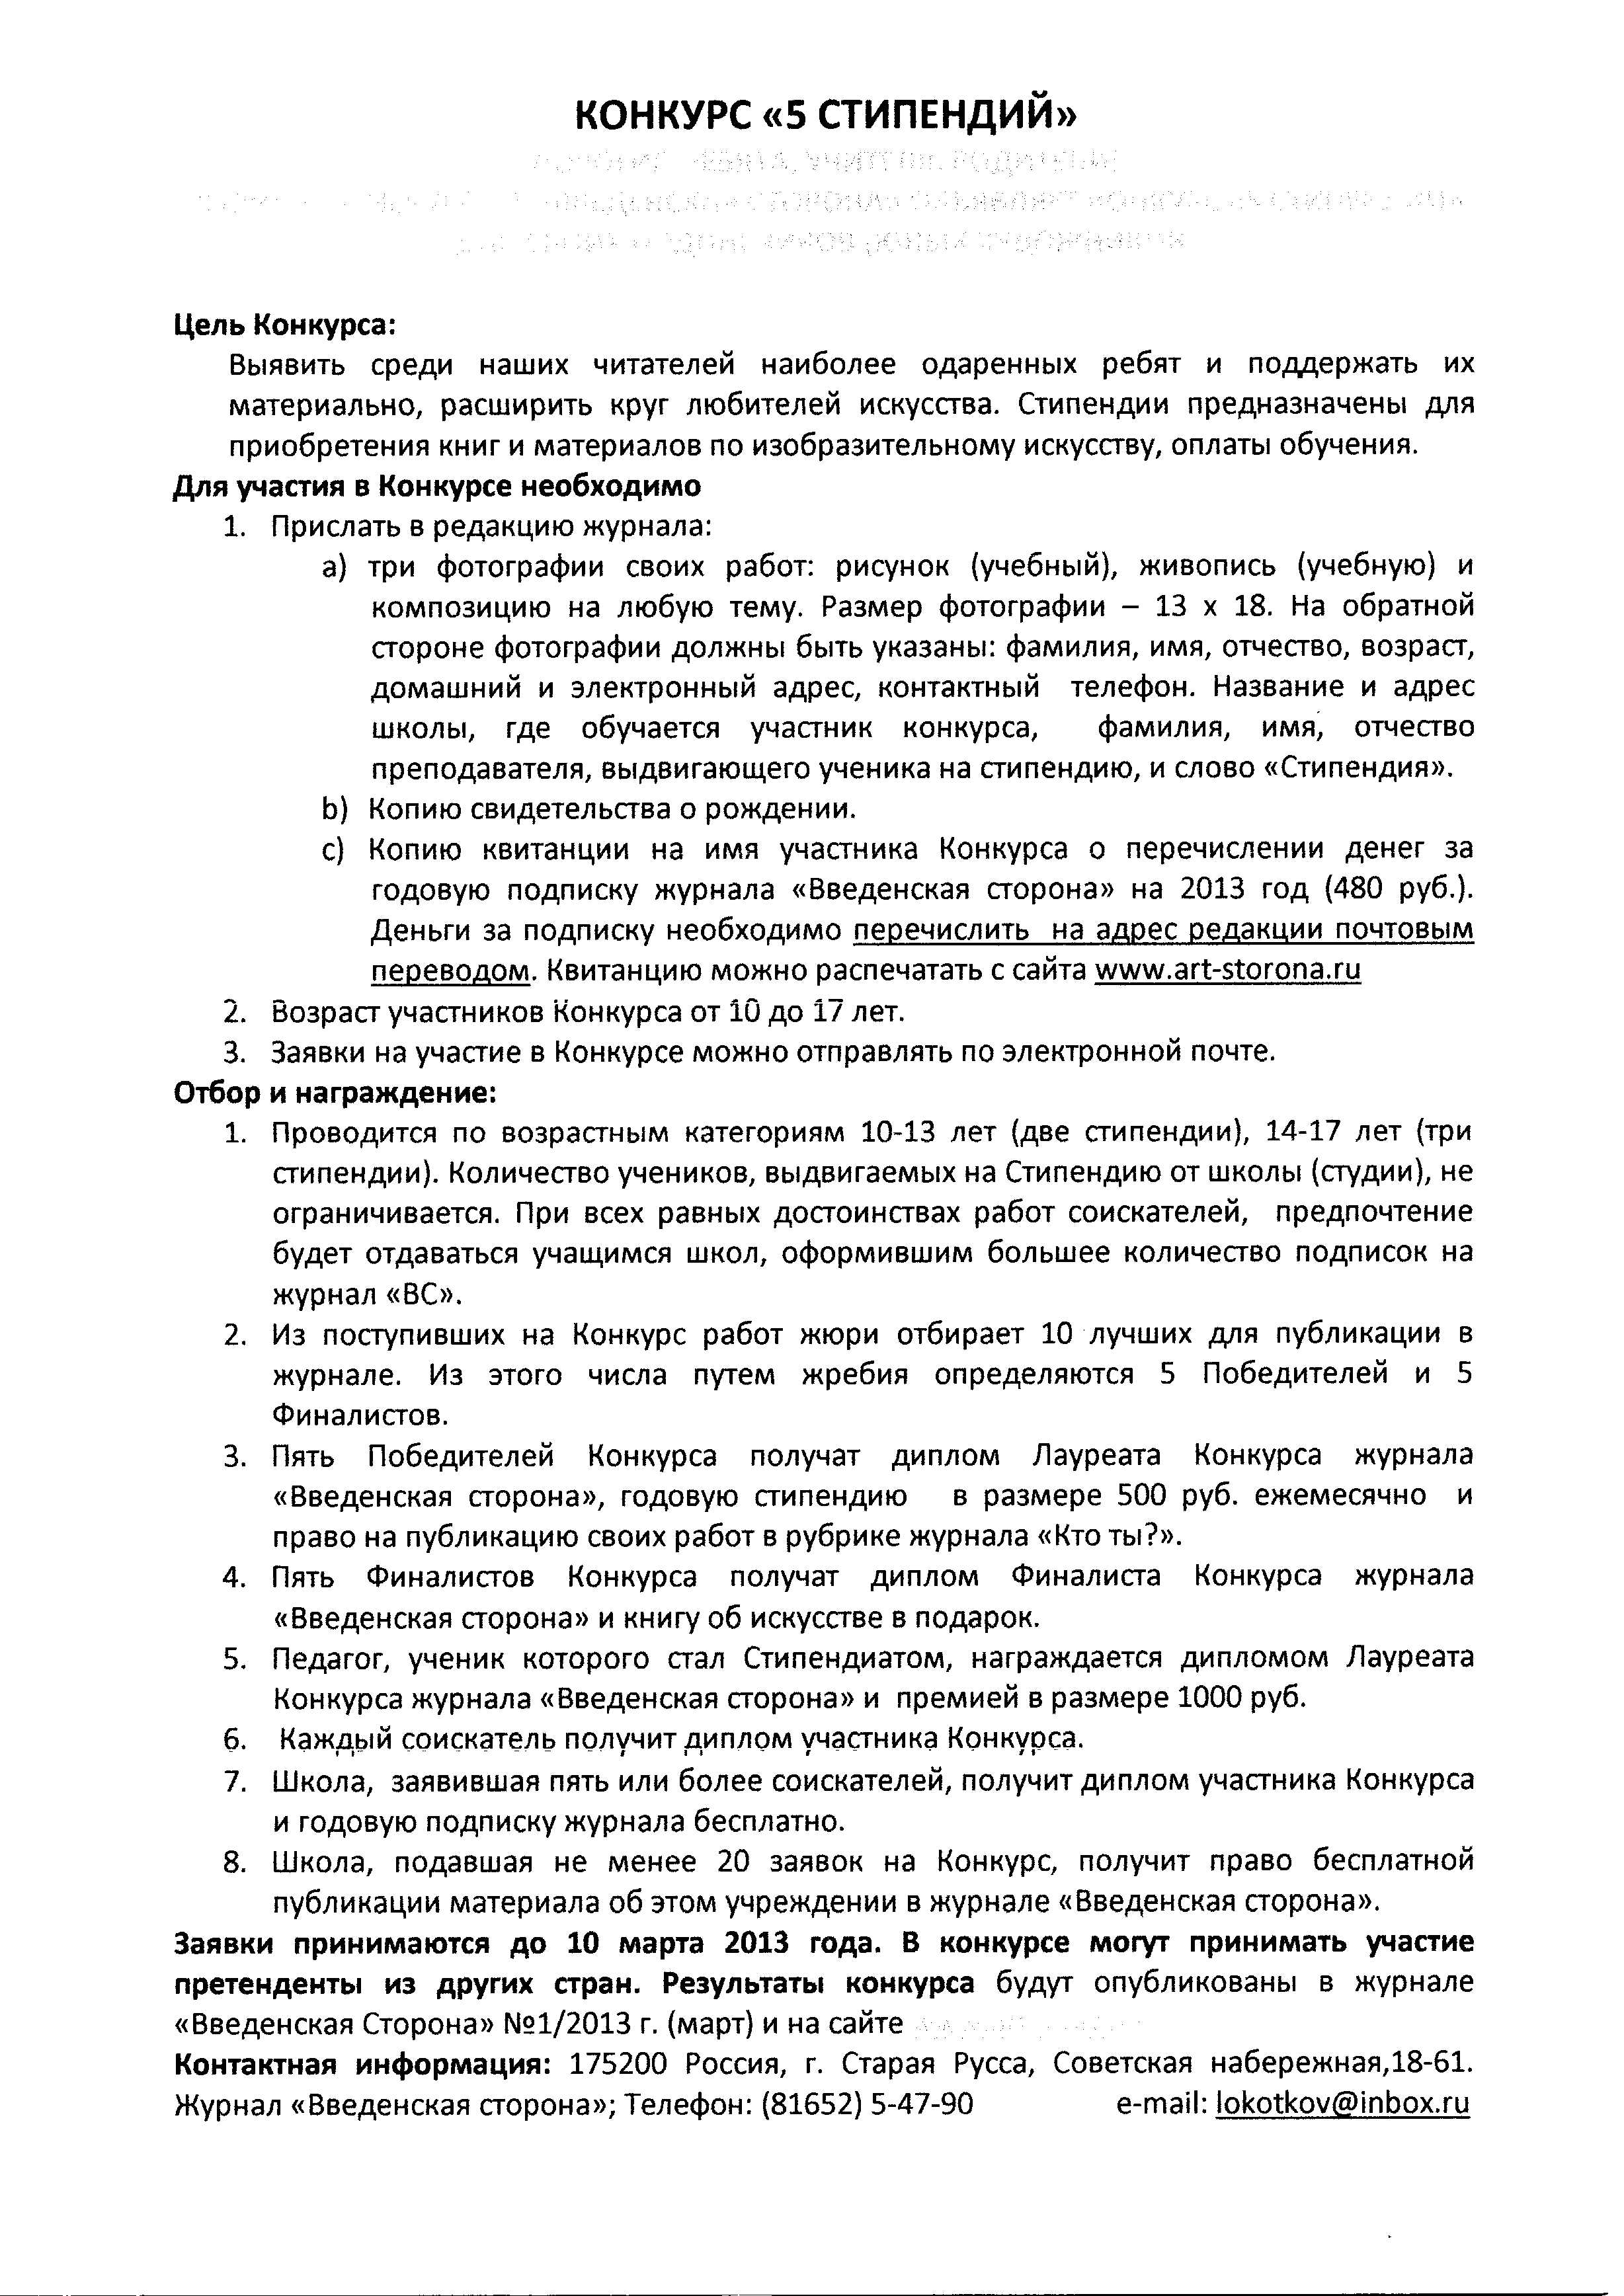 КОНКУРС «5 СТИПЕНДИЙ»
Цель Конкурса:
Выявить среди наших читателей наиболее одаренных ребят и поддержать их
материально, расширить круг любителей искусства. Стипендии предназначены для
приобретения книг и материалов по изобразительному искусству, оплаты обучения.
Для участия в Конкурсе необходимо
1. Прислать в редакцию журнала:
a) три фотографии своих работ: рисунок (учебный), живопись (учебную) и
композицию на любую тему. Размер фотографии – 13 х 18. На обратной
стороне фотографии должны быть указаны: фамилия, имя, отчество, возраст,
домашний и электронный адрес, контактный телефон. Название и адрес
школы, где обучается участник конкурса, фамилия, имя, отчество
преподавателя, выдвигающего ученика на стипендию, и слово «Стипендия».
b) Копию свидетельства о рождении.
c) Копию квитанции на имя участника Конкурса о перечислении денег за
годовую подписку журнала «Введенская сторона» на 2013 год (480 руб.).
Деньги за подписку необходимо перечислить на адрес редакции почтовым
переводом. Квитанцию можно распечатать с сайта www.art-storona.ru
2. Возраст участников Конкурса от 10 до 17 лет.
3. Заявки на участие в Конкурсе можно отправлять по электронной почте.
Отбор и награждение:
1. Проводится по возрастным категориям 10-13 лет (две стипендии), 14-17 лет (три
стипендии). Количество учеников, выдвигаемых на Стипендию от школы (студии), не
ограничивается. При всех равных достоинствах работ соискателей, предпочтение
будет отдаваться учащимся школ, оформившим большее количество подписок на
журнал «ВС».
2. Из поступивших на Конкурс работ жюри отбирает 10 лучших для публикации в
журнале. Из этого числа путем жребия определяются 5 Победителей и 5
Финалистов.
3. Пять Победителей Конкурса получат диплом Лауреата Конкурса журнала
«Введенская сторона», годовую стипендию в размере 500 руб. ежемесячно и
право на публикацию своих работ в рубрике журнала «Кто ты?».
4. Пять Финалистов Конкурса получат диплом Финалиста Конкурса журнала
«Введенская сторона» и книгу об искусстве в подарок.
5. Педагог, ученик которого стал Стипендиатом, награждается дипломом Лауреата
Конкурса журнала «Введенская сторона» и премией в размере 1000 руб.
6. Каждый соискатель получит диплом участника Конкурса.
7. Школа, заявившая пять или более соискателей, получит диплом участника Конкурса
и годовую подписку журнала бесплатно.
8. Школа, подавшая не менее 20 заявок на Конкурс, получит право бесплатной
публикации материала об этом учреждении в журнале «Введенская сторона».
Заявки принимаются до 10 марта 2013 года. В конкурсе могут принимать участие
претенденты из других стран. Результаты конкурса будут опубликованы в журнале
«Введенская Сторона» №1/2013 г. (март) и на сайте
Контактная информация: 175200 Россия, г. Старая Русса, Советская набережная,18-61.
Журнал «Введенская сторона»; Телефон: (81652) 5-47-90 e-mail: lokotkov@inbox.ru